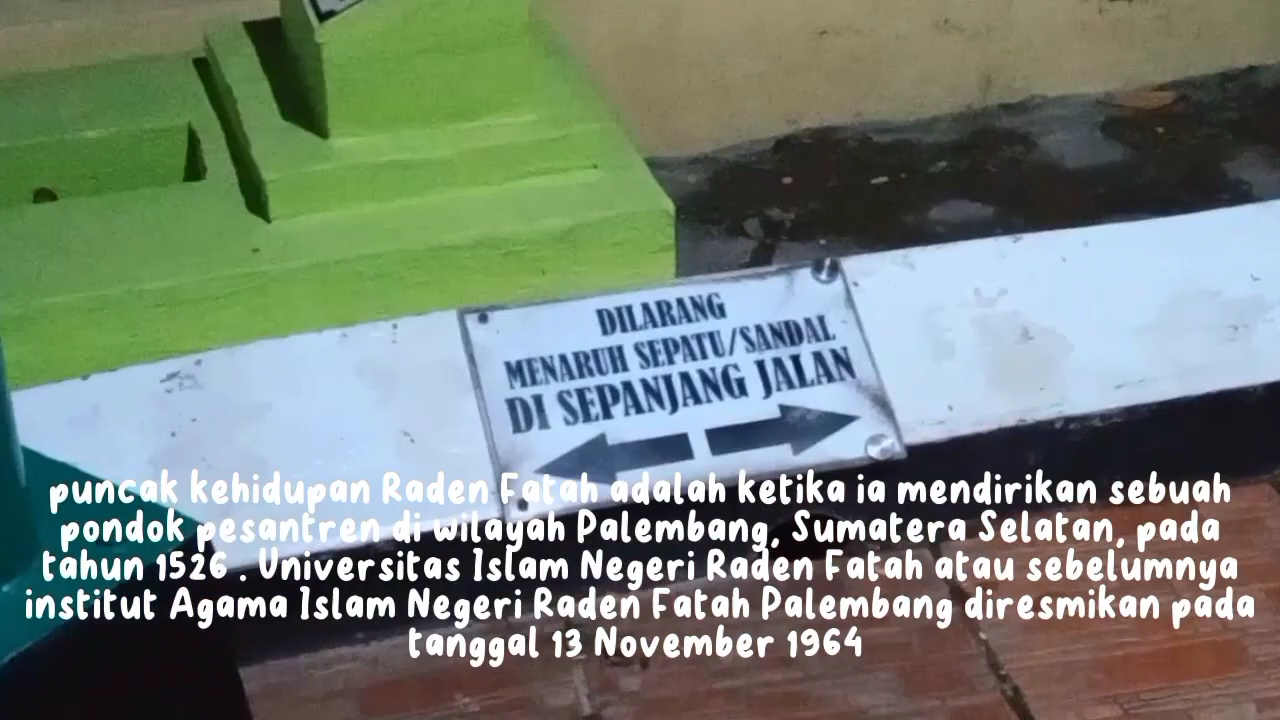 DILARANG
MENARUH SEPATU/SANDAL
DI SEPANJANG JALAN
puncak kehidupan Raden Fatah adalah ketika ia mendirikan sebuah
pondok pesantren di wilayah Palembang, Sumatera Selatan, pada
tahun 1526 . Universitas Islam Negeri Raden Fatah atau sebelumnya
institut Agama Islam Negeri Raden Fatah Palembang diresmikan pada
tanggal 13 November 1964